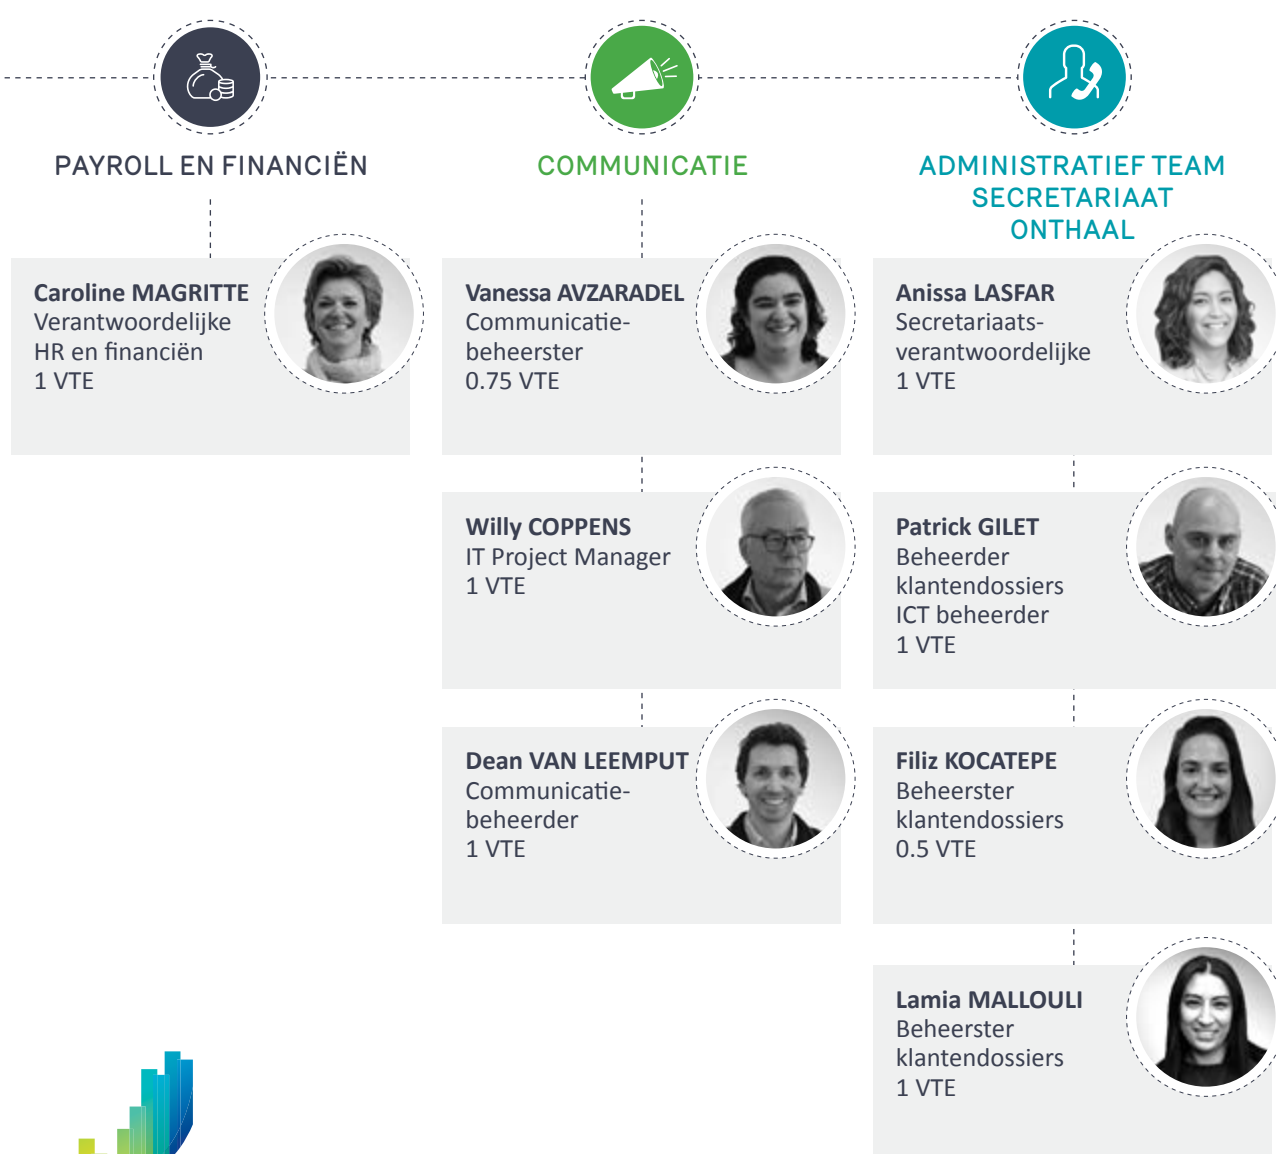 PAYROLL EN FINANCIËN
Caroline MAGRITTE
Verantwoordelijke
HR en financiën
1 VTE
COMMUNICATIE
Vanessa AVZARADEL
Communicatie-
beheerster
0.75 VTE
Willy COPPENS
IT Project Manager
1 VTE
Dean VAN LEEMPUT
Communicatie-
beheerder
1 VTE
ADMINISTRATIEF TEAM
SECRETARIAAT
ONTHAAL
Anissa LASFAR
Secretariaats-
verantwoordelijke
1 VTE
Patrick GILET
Beheerder
klantendossiers
ICT beheerder
1 VTE
Filiz KOCATEPE
Beheerster
klantendossiers
0.5 VTE
Lamia MALLOULI
Beheerster
klantendossiers
1 VTE